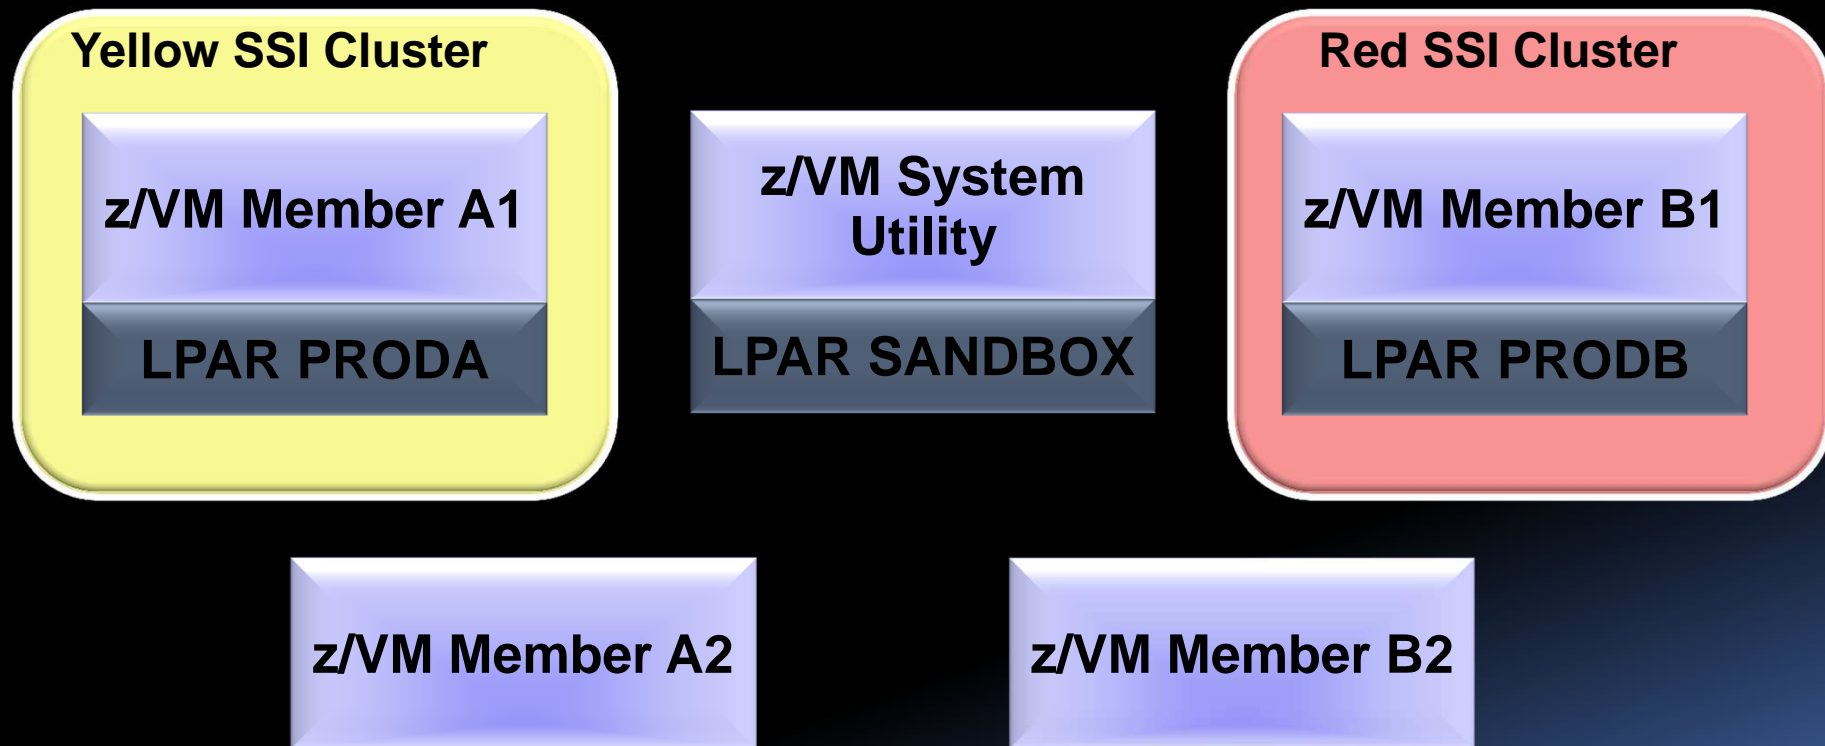 Yellow SSI Cluster
Red SSI Cluster
z/VM Member A1
z/VM System
Utility
z/VM Member B1
LPAR PRODA
LPAR SANDBOX
LPAR PRODB
z/VM Member A2
z/VM Member B2